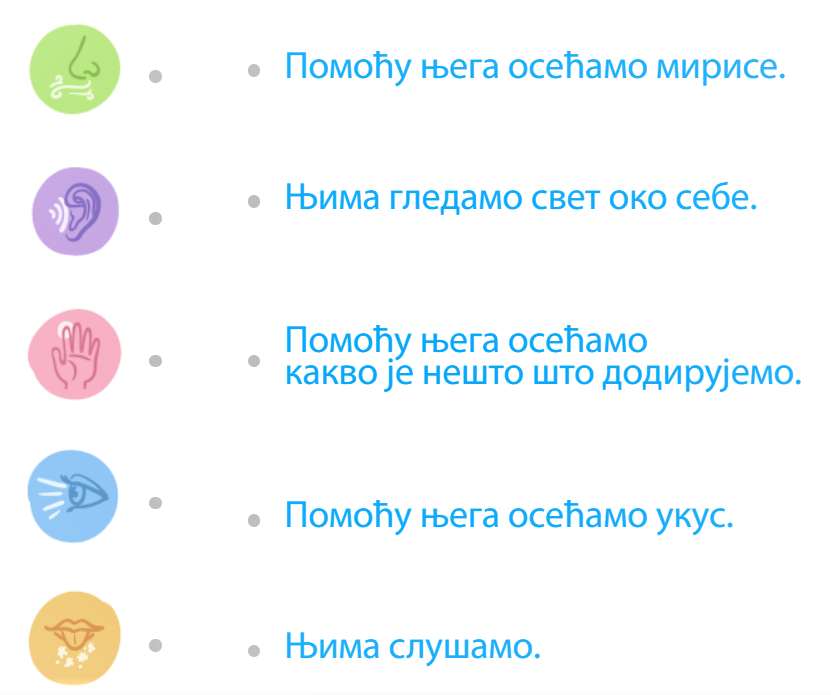 Помоћу њега осећамо мирисе.
Њима гледамо свет око себе.
Помоћу њега осећамо
какво је нешто што додирујемо.
Помоћу њега осећамо укус.
Њима слушамо.